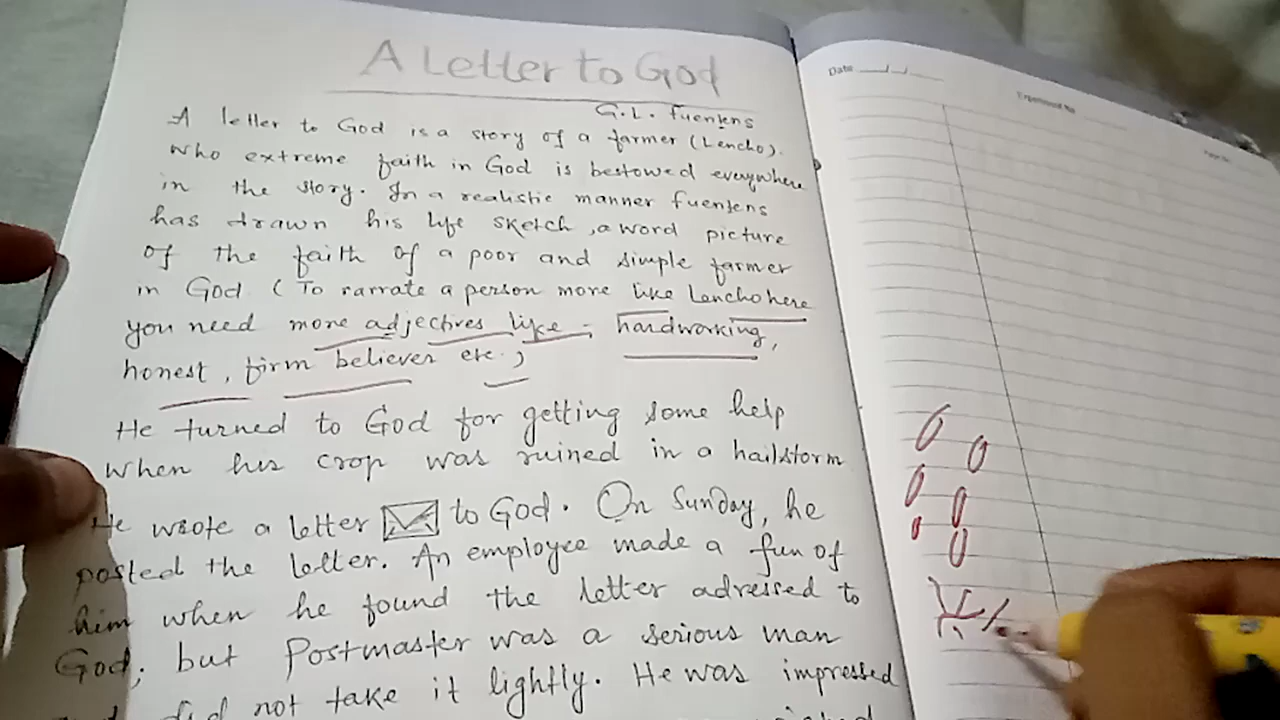 A Letter to God
G.L. Fuentens
A letter to God is a story of a farmer (Lencho).
Who extreme faith in God is bestowed everywhere
in the story. In a realistic manner fuentens
has drawn his life sketch, a word picture
of the faith of a poor and simple farmer
in God. (To narrate a person more like Lencho here
you need more adjectives like - hardworking,
honest, firm believer etc.)
He turned to God for getting some help
when his crop was ruined in a hailstorm
He wrote a letter to God. On Sunday, he
posted the letter. An employee made a fun of
him when he found the letter adressed to
God, but Postmaster was a serious man
did not take it lightly. He was impressed
Date
Experiment No.